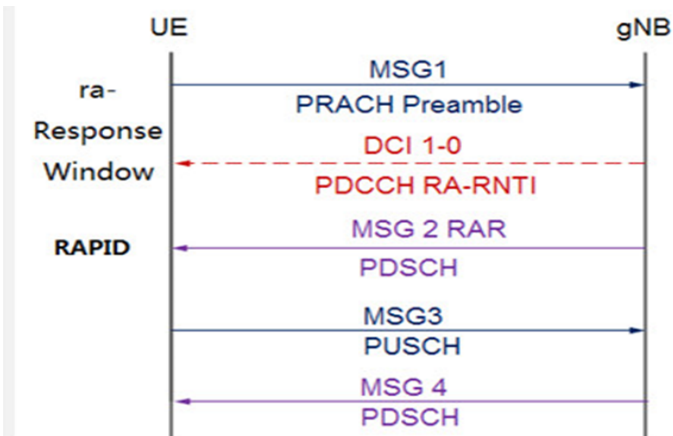 UE
gNB
MSG1
PRACH Preamble
ra-
Response
Window
DCI 1-0
PDCCH RA-RNTI
MSG 2 RAR
RAPID
PDSCH
MSG3
PUSCH
MSG 4
PDSCH